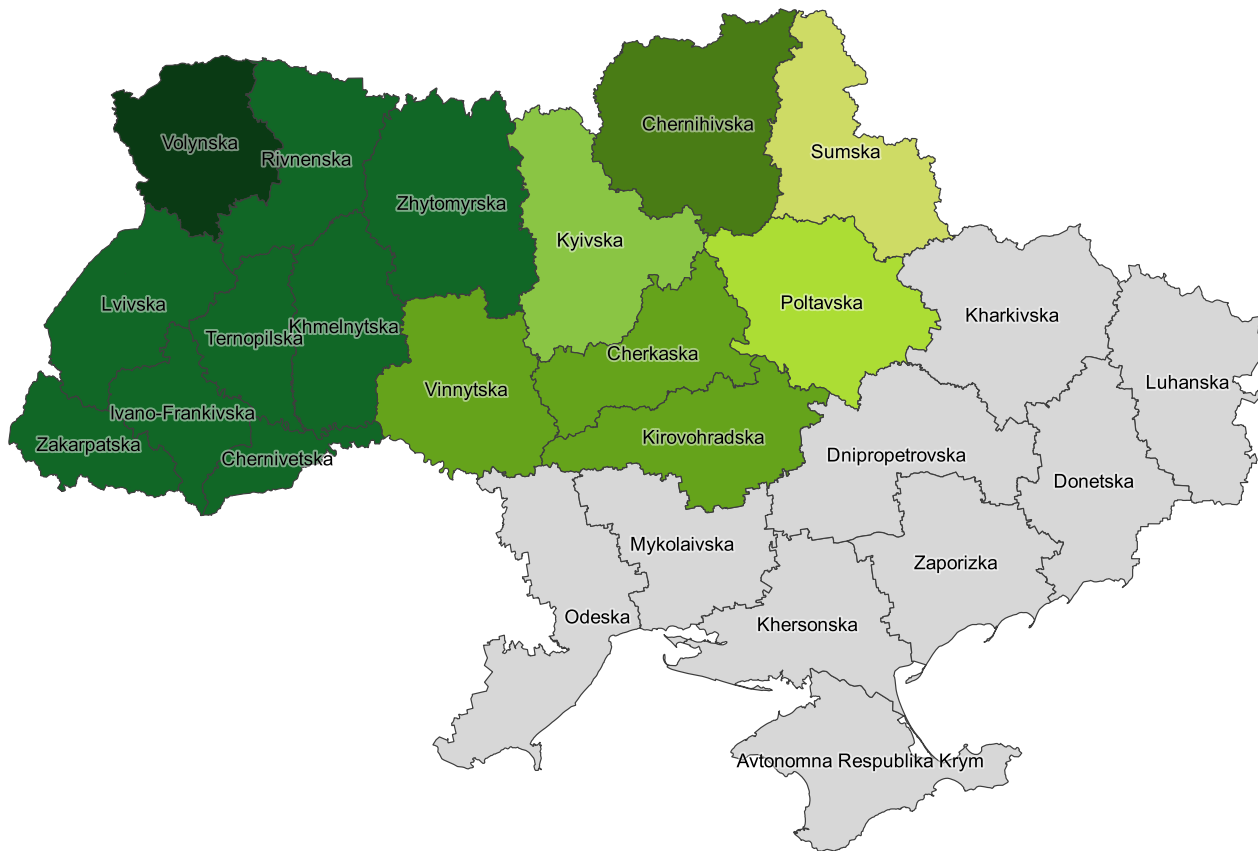 Chernihivska
Volynska
Rivnenska
Sumska
Zhytomyrska
Kyivska
Lvivska
Poltavska
Kharkivska
Khmelnytska
Ternopilska
Cherkaska
Luhanska
Vinnytska
Ivano-Frankivska
Kirovohradska
Zakarpatska
Chernivetska
Dnipropetrovska
Donetska
Mykolaivska
Zaporizka
Odeska
Khersonska
Avtonomna Respublika Krym